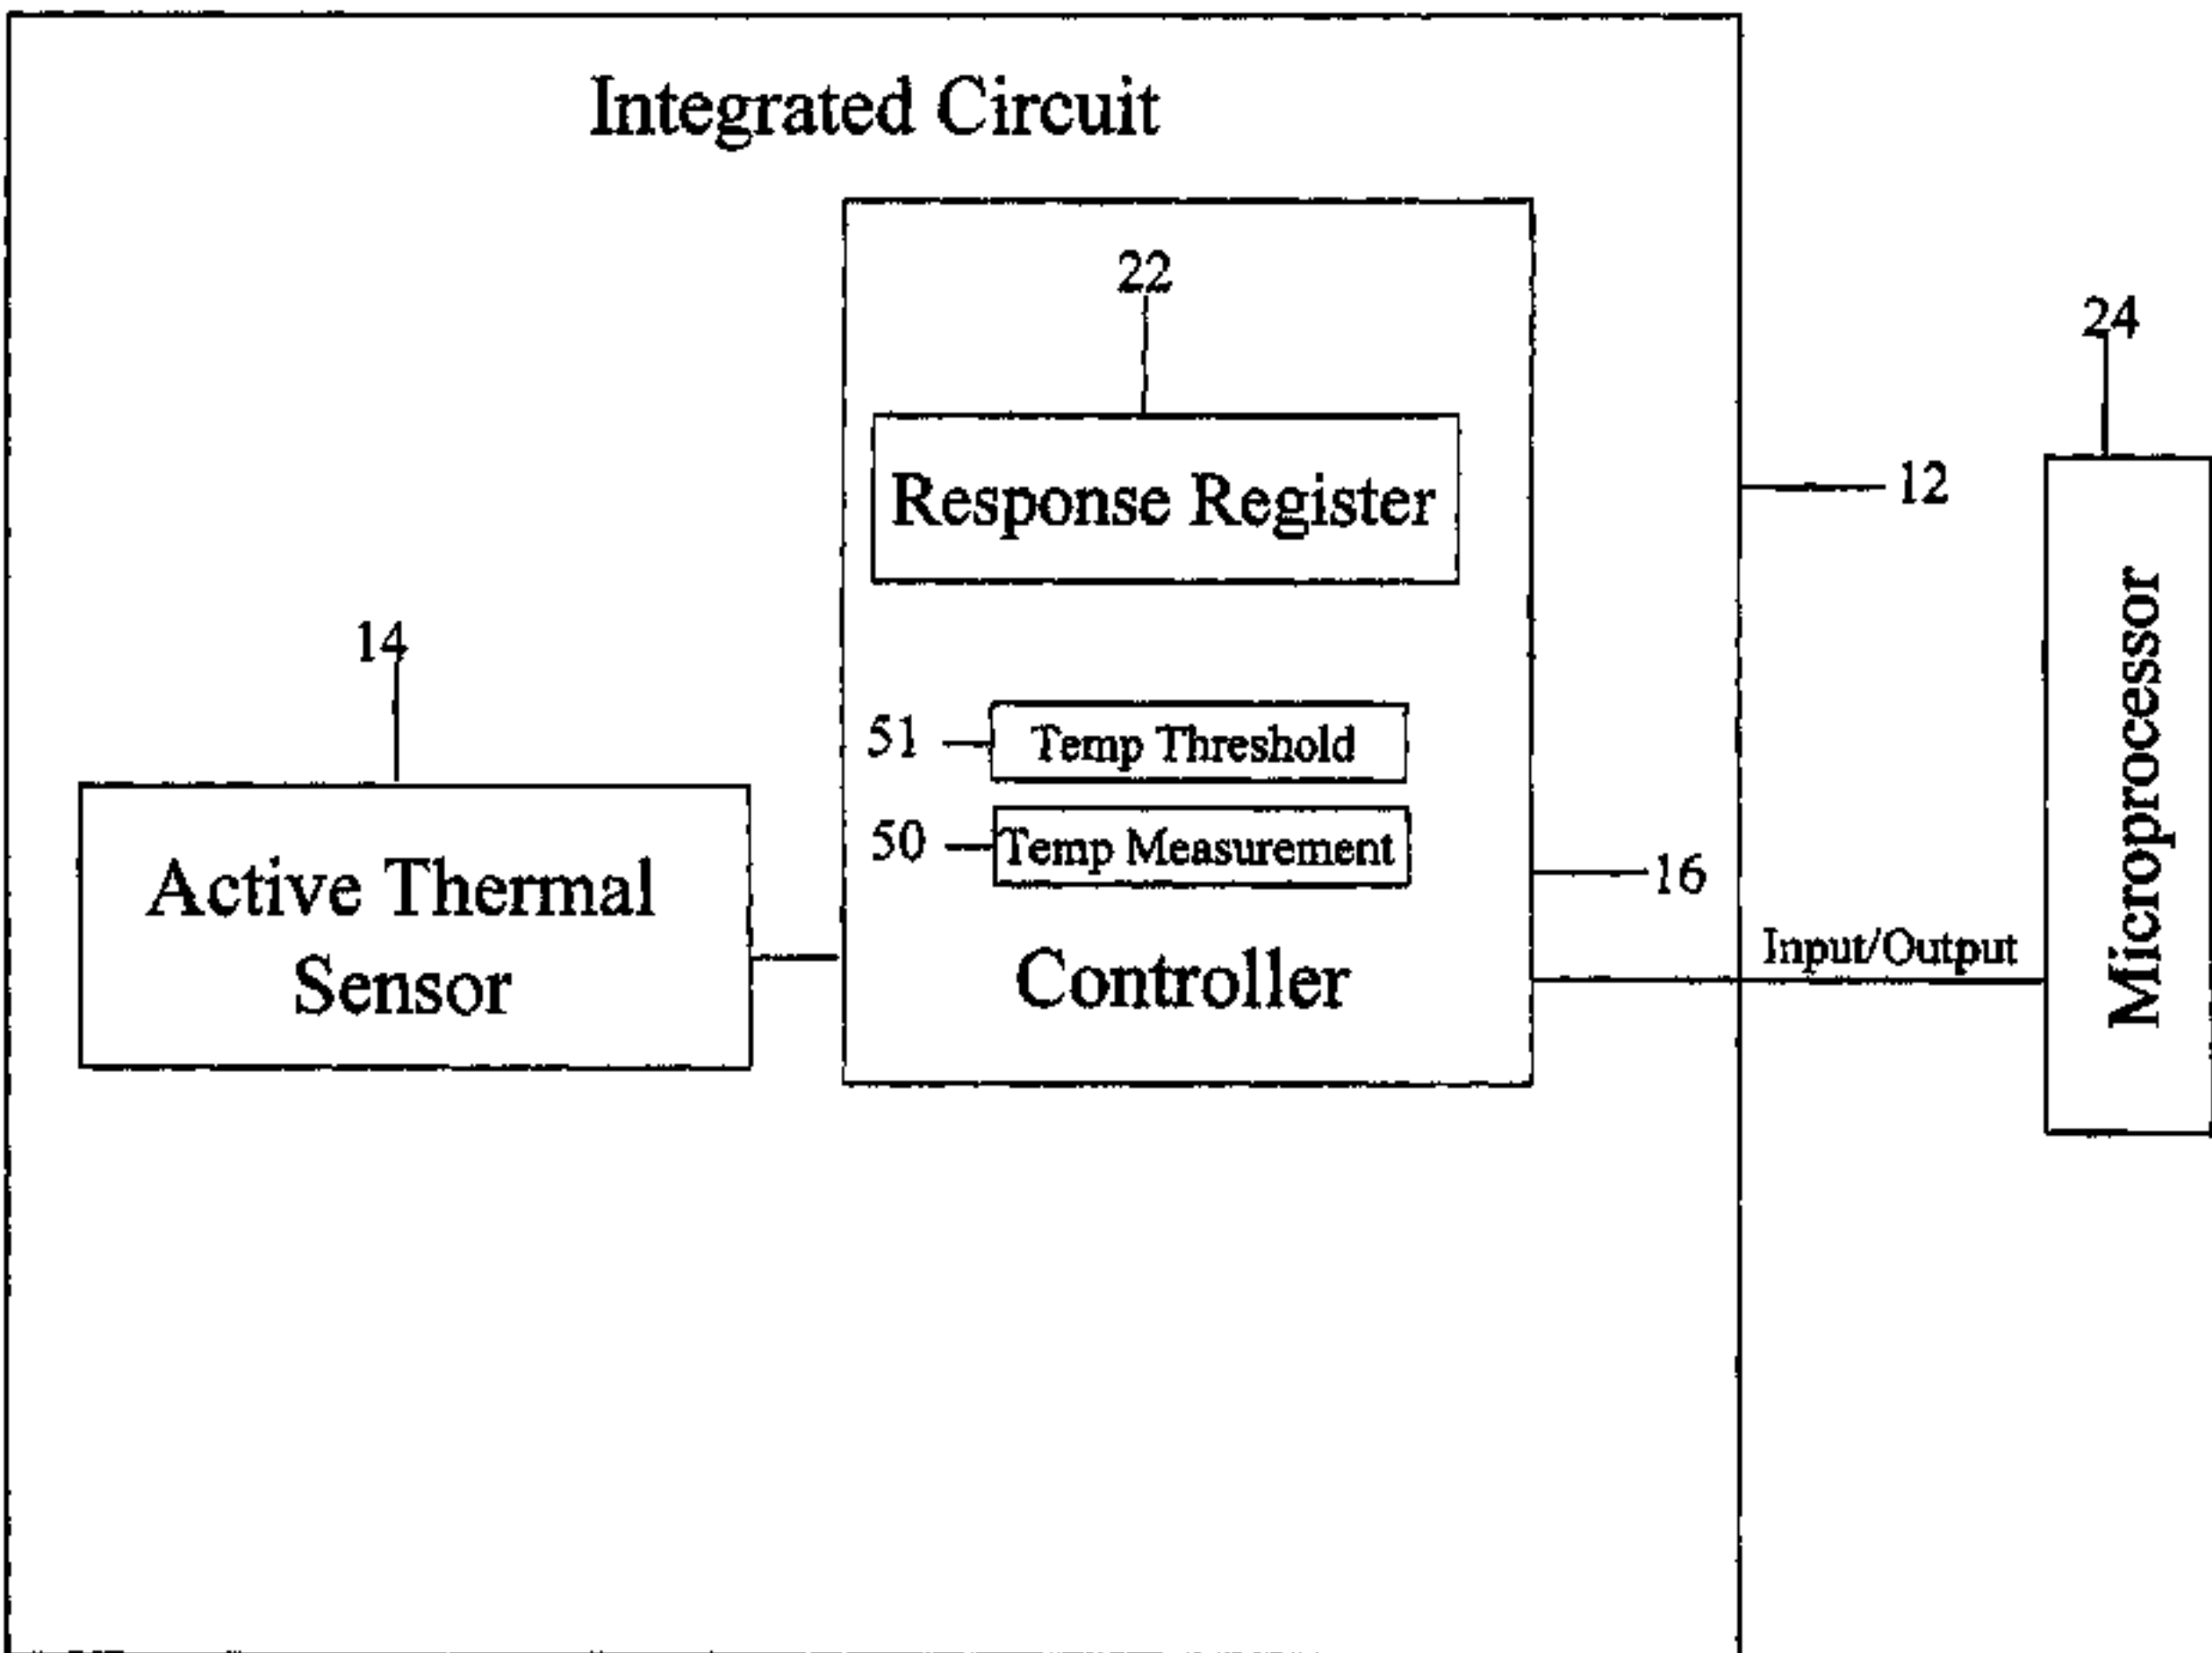 Integrated Circuit
22
24
Response Register
12
14
51
Temp Threshold
50
Temp Measurement
16
Active Thermal
Sensor
Controller
Input/Output
Microprocessor